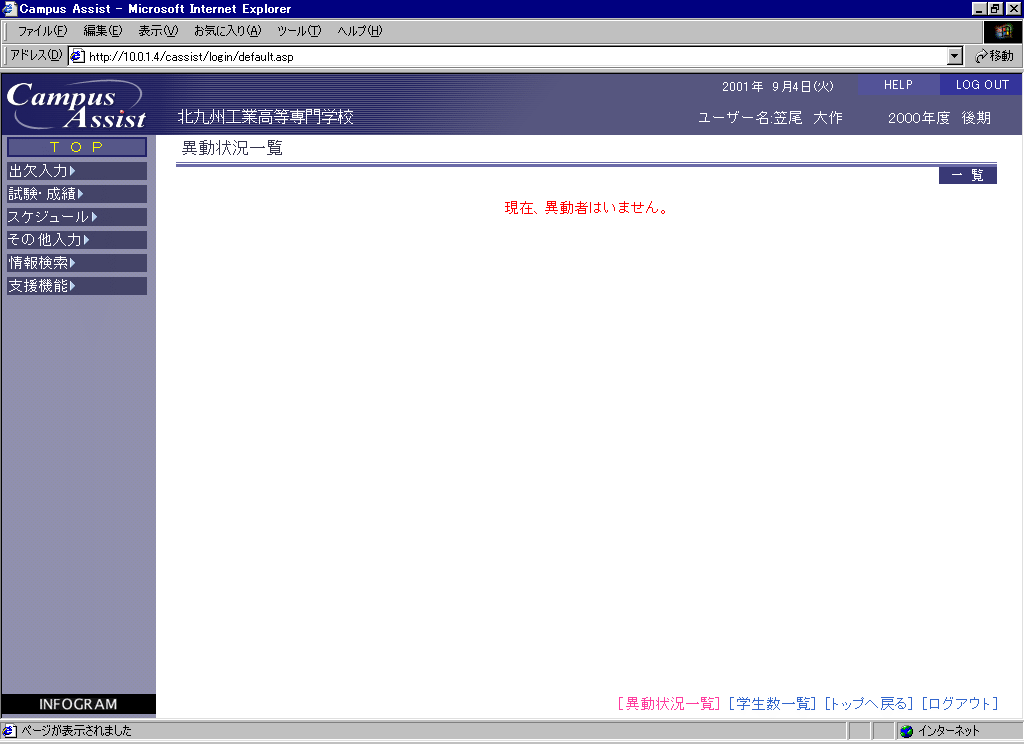 Campus Assist - Microsoft Internet Explorer
ファイル(F) 編集(E) 表示(V) お気に入り(A) ツール(T) ヘルプ(H)
アドレス(D) http://10.0.1.4/cassist/login/default.asp 移動
Campus Assist
2001年 9月4日(火) HELP LOG OUT
北九州工業高等専門学校 ユーザー名:笠尾 大作 2000年度 後期
TOP
出欠入力
試験・成績
スケジュール
その他入力
情報検索
支援機能
異動状況一覧
一 覧
現在、異動者はいません。
INFOGRAM
[異動状況一覧] [学生数一覧] [トップへ戻る] [ログアウト]
ページが表示されました インターネット